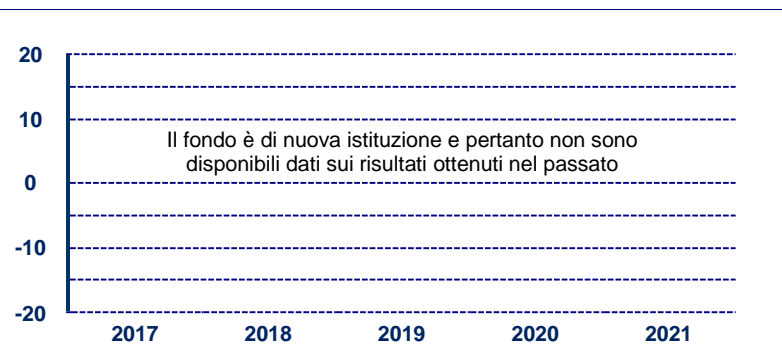 20
10
Il fondo è di nuova istituzione e pertanto non sono
disponibili dati sui risultati ottenuti nel passato
0
-10
-20
2017 2018 2019 2020 2021